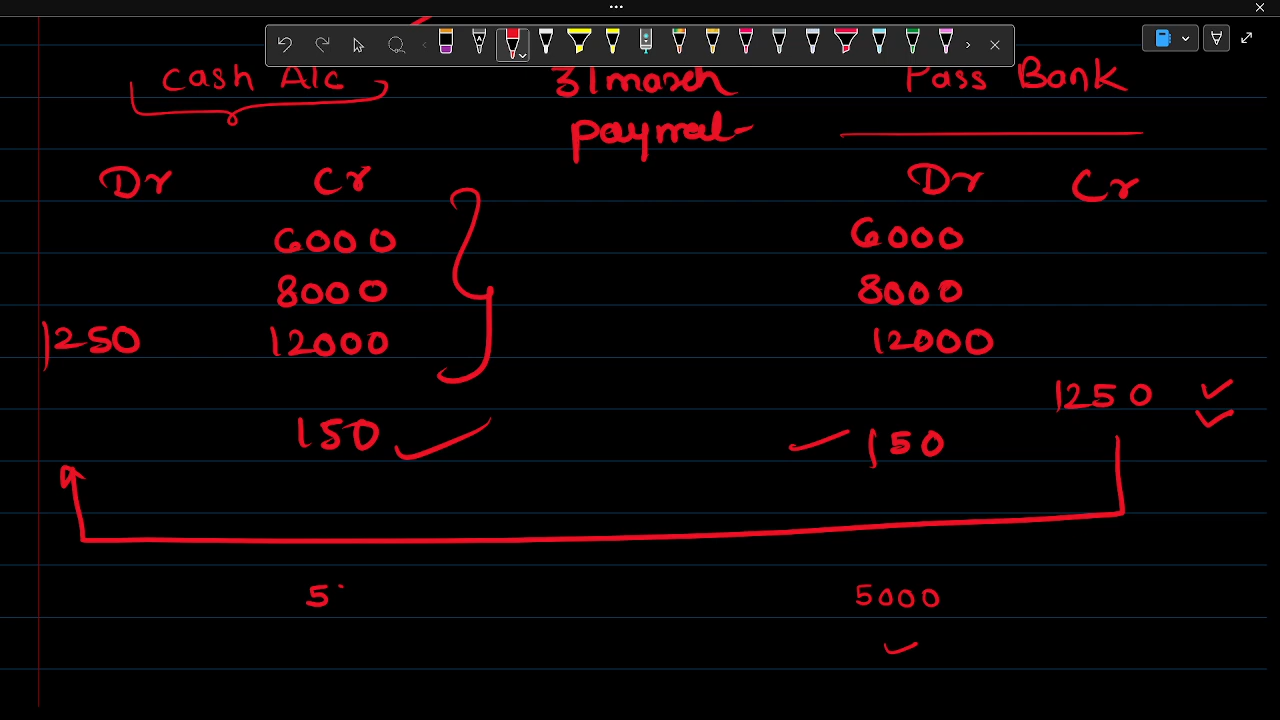 Cash A/c 31 march Pass Bank
payme-
Dr Cr Dr Cr
6000 6000
8000 8000
1250 12000 12000
1250
150 150
5 5000